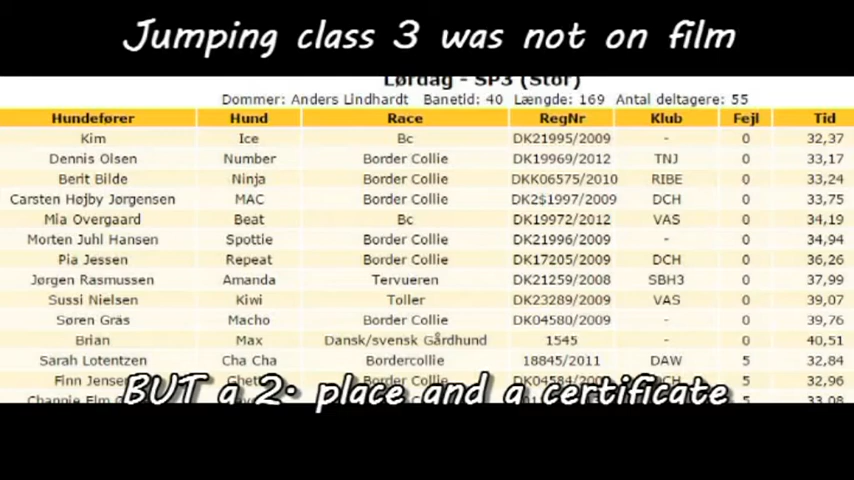 Jumping class 3 was not on film
Lørdag - SP3 (Stor)
Dommer: Anders Lindhardt Banetid: 40 Længde: 169 Antal deltagere: 55
Hundefører Hund Race RegNr Klub Fejl Tid
Kim Ice Bc DK21995/2009 - 0 32,37
Dennis Olsen Number Border Collie DK19969/2012 TNJ 0 33,17
Berit Bilde Ninja Border Collie DKK06575/2010 RIBE 0 33,24
Carsten Højby Jørgensen MAC Border Collie DK2$1997/2009 DCH 0 33,75
Mia Overgaard Beat Bc DK19972/2012 VAS 0 34,19
Morten Juhl Hansen Spottie Border Collie DK21996/2009 - 0 34,94
Pia Jessen Repeat Border Collie DK17205/2009 DCH 0 36,26
Jørgen Rasmussen Amanda Tervueren DK21259/2008 SBH3 0 37,99
Sussi Nielsen Kiwi Toller DK23289/2009 VAS 0 39,07
Søren Gräs Macho Border Collie DK04580/2009 - 0 39,76
Brian Max Dansk/svensk Gårdhund 1545 0 40,51
Sarah Lotentzen Cha Cha Bordercollie 18845/2011 DAW 5 32,84
Finn Jensen Border Collie 5 32,96
BUT a 2. place and a certificate